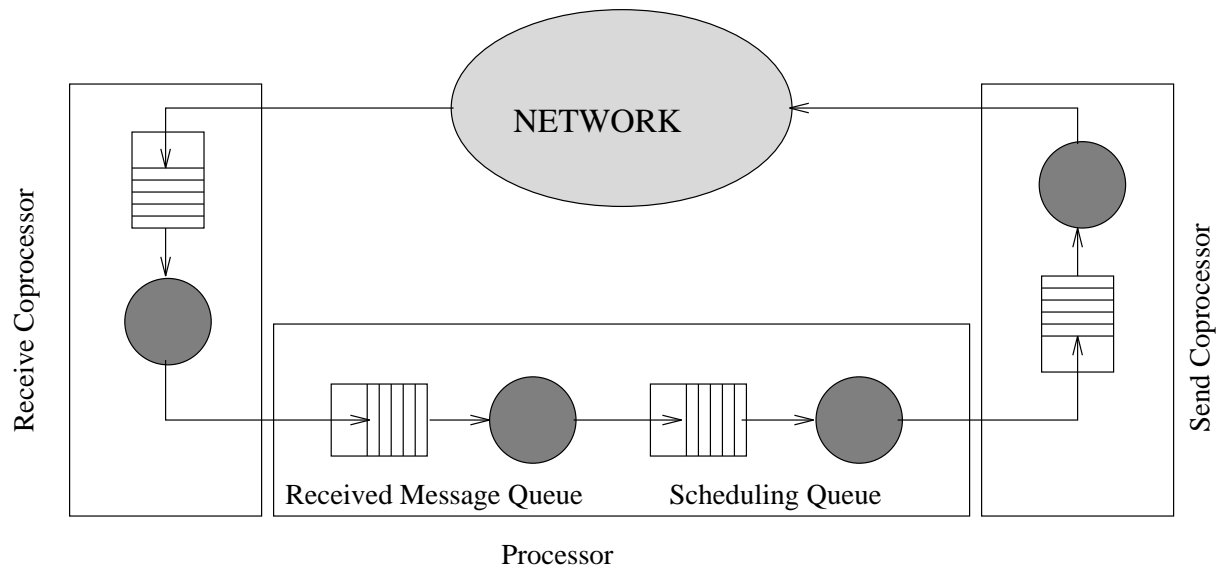 NETWORK
Receive Coprocessor
Send Coprocessor
Received Message Queue
Scheduling Queue
Processor